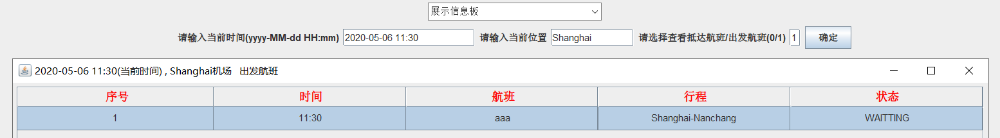 展示信息板
请输入当前时间(yyyy-MM-dd HH:mm) 2020-05-06 11:30 请输入当前位置 Shanghai 请选择查看抵达航班/出发航班(0/1) 1 确定
2020-05-06 11:30(当前时间) , Shanghai机场 出发航班
序号 时间 航班 行程 状态
1 11:30 aaa Shanghai-Nanchang WAITTING